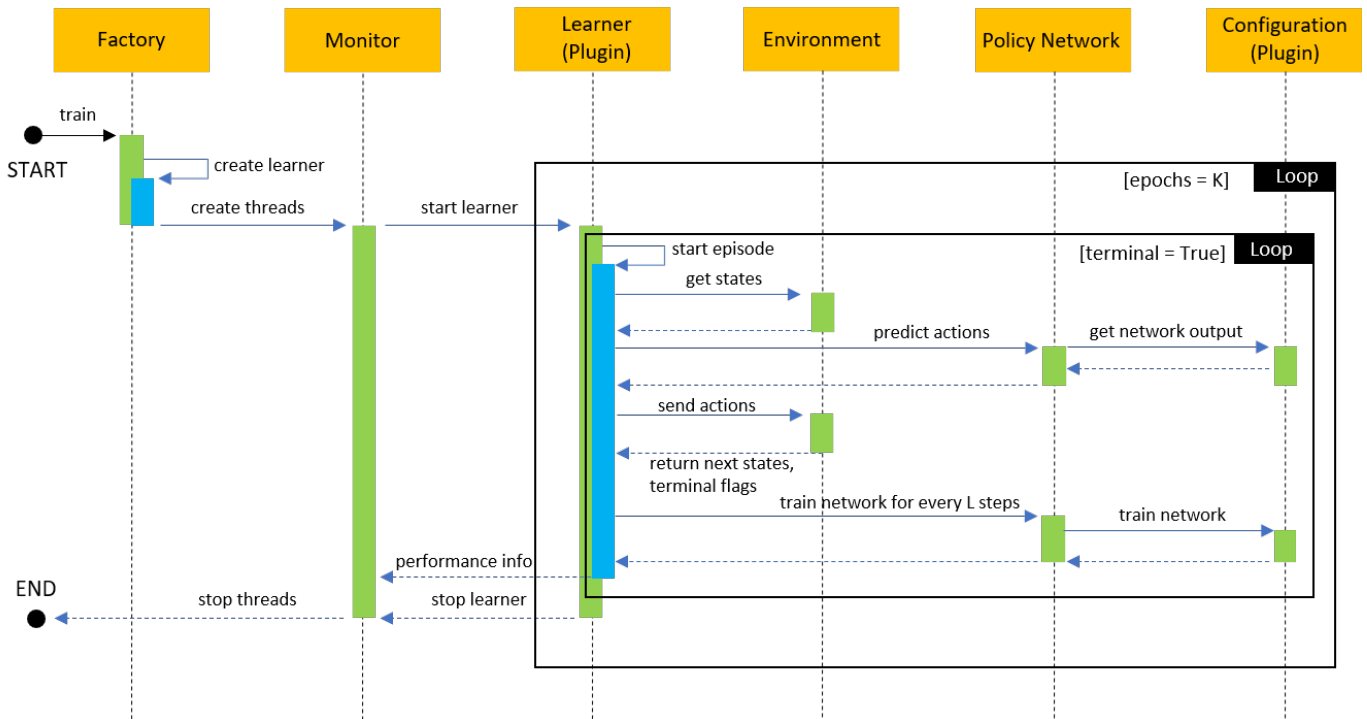 Factory
Monitor
Learner
(Plugin)
Environment
Policy Network
Configuration
(Plugin)
train
START
create learner
Loop
[epochs = K]
create threads
start learner
start episode
Loop
[terminal = True]
get states
predict actions
get network output
send actions
return next states,
terminal flags
train network for every L steps
train network
performance info
END
stop threads
stop learner